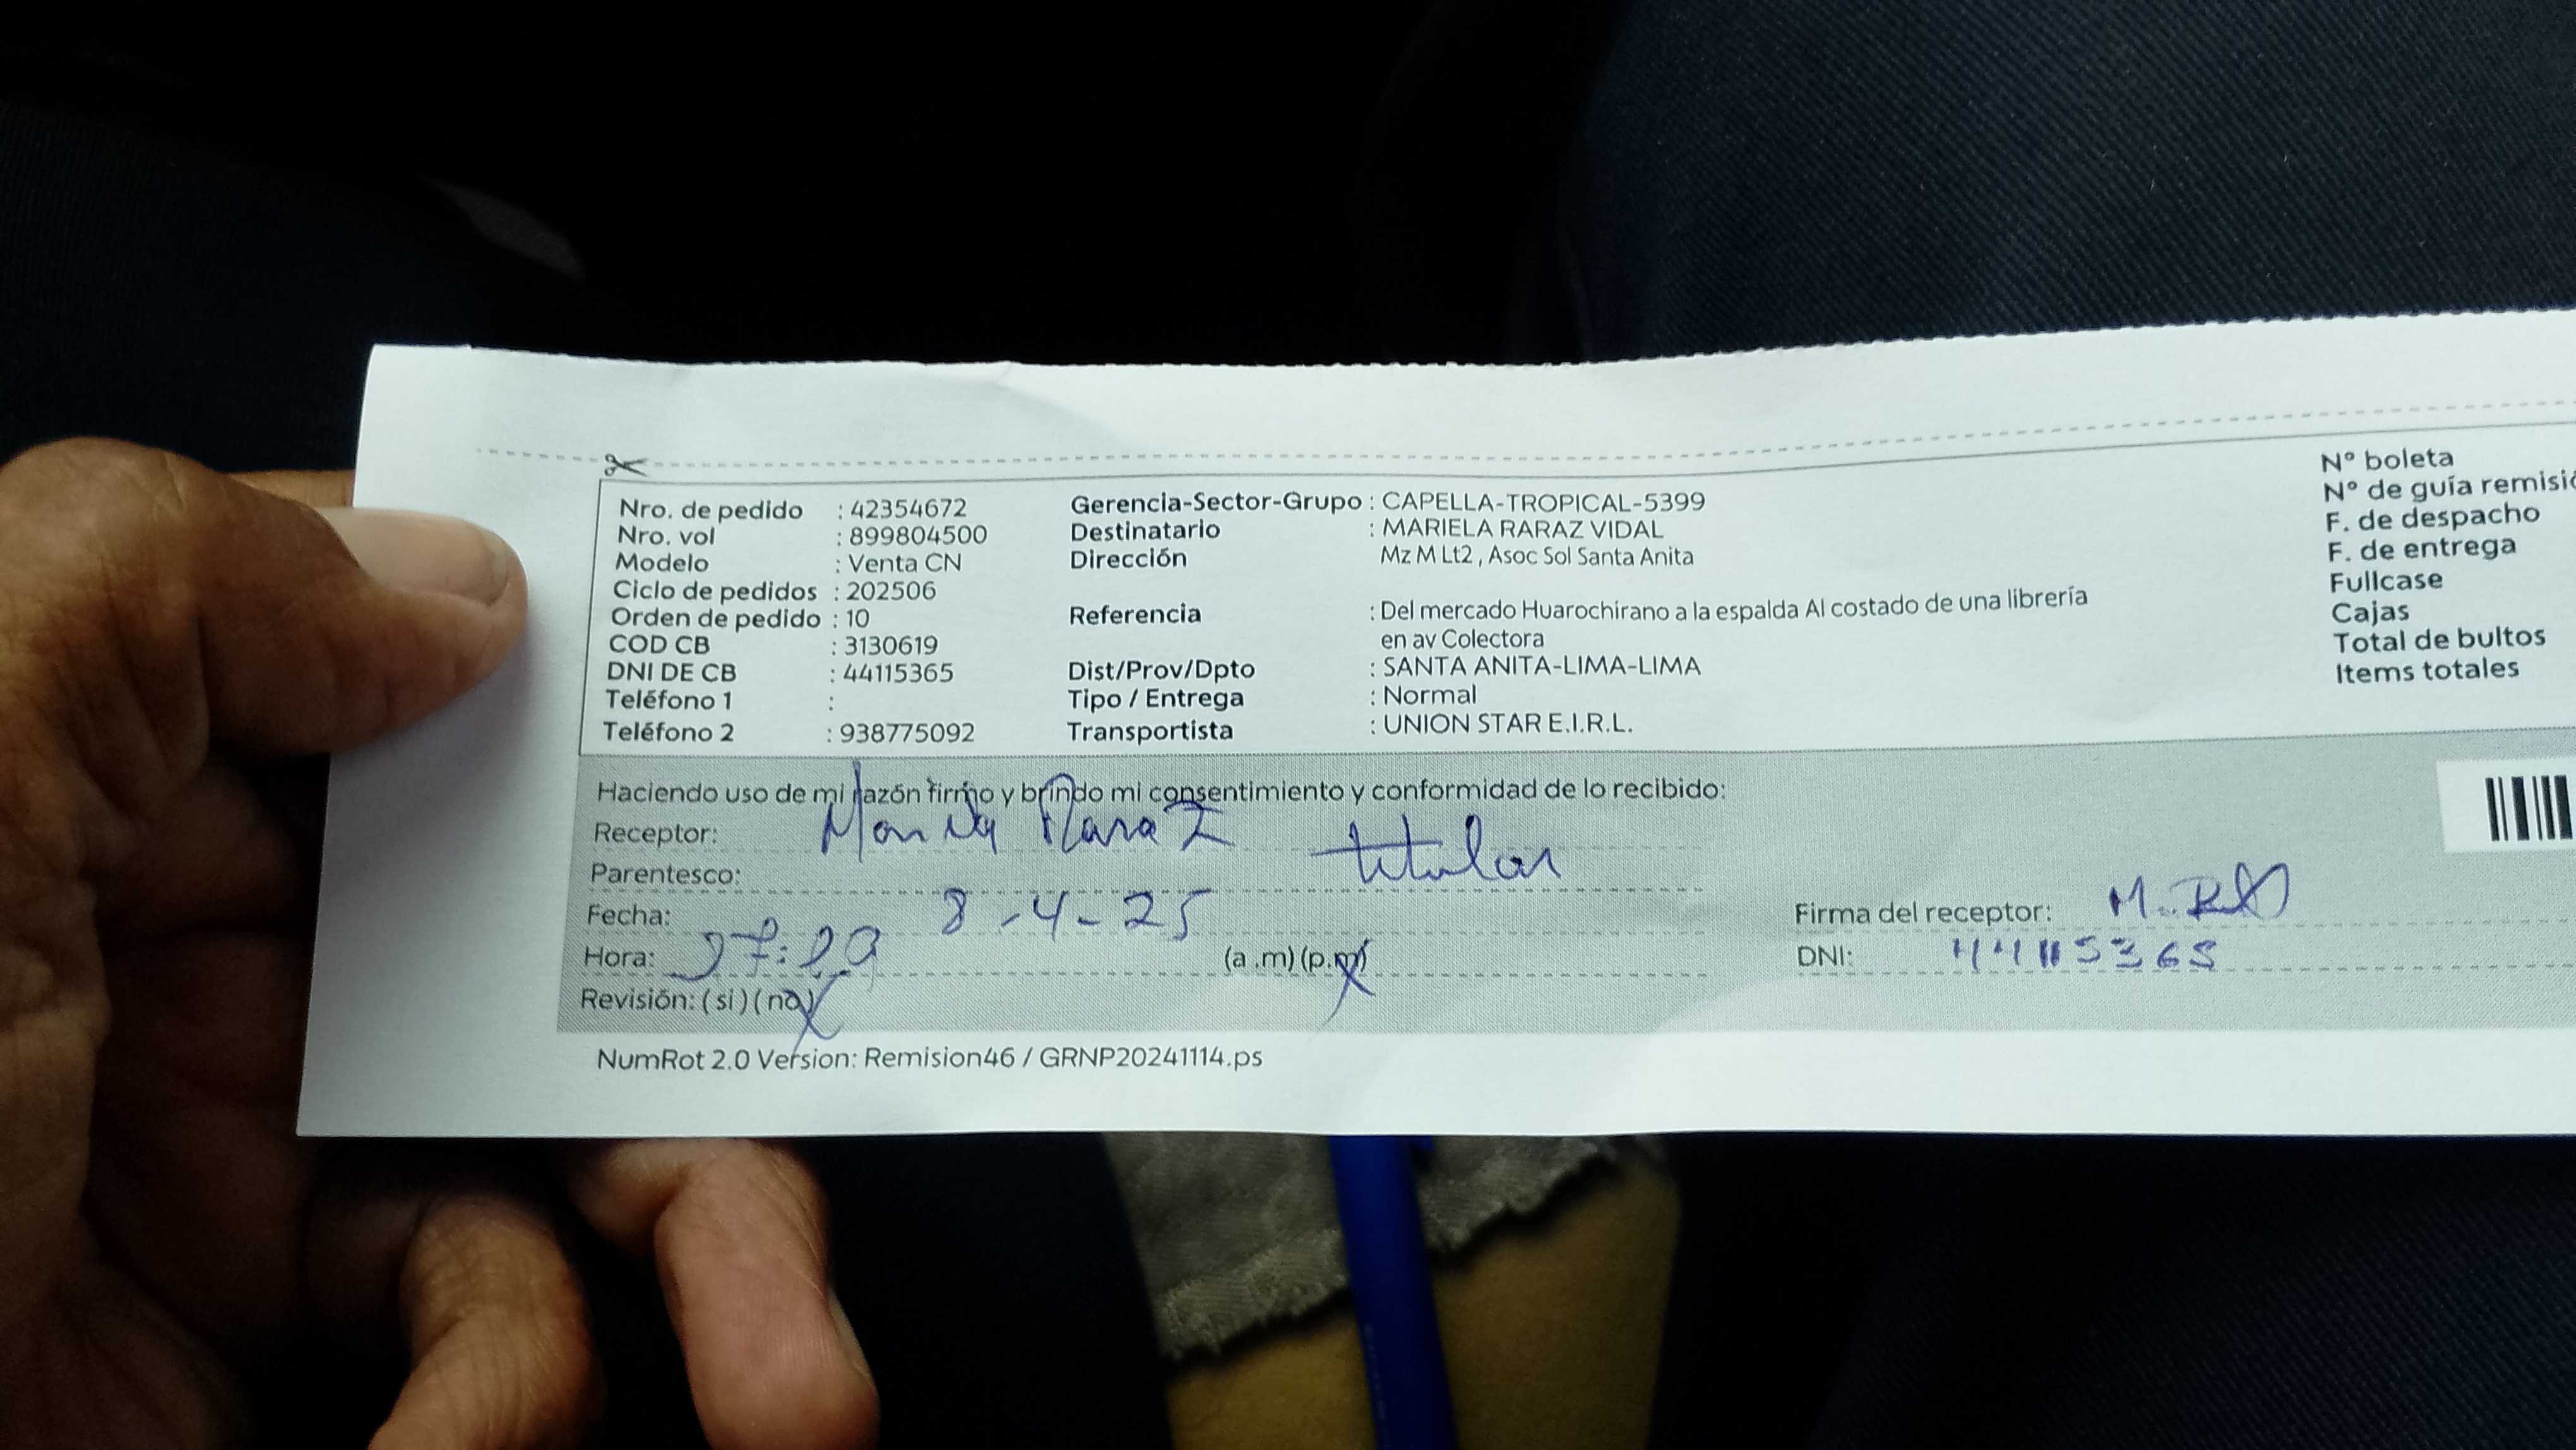 Nro. de pedido : 42354672 Gerencia-Sector-Grupo : CAPELLA-TROPICAL-5399 N° boleta
Nro. vol : 899804500 Destinatario : MARIELA RARAZ VIDAL N° de guía remisió
Modelo : Venta CN Dirección Mz M Lt2 , Asoc Sol Santa Anita F. de despacho
Ciclo de pedidos : 202506 F. de entrega
Orden de pedido : 10 Referencia : Del mercado Huarochirano a la espalda Al costado de una librería Fullcase
COD CB : 3130619 en av Colectora Cajas
DNI DE CB : 44115365 Dist/Prov/Dpto : SANTA ANITA-LIMA-LIMA Total de bultos
Teléfono 1 : Tipo / Entrega : Normal Items totales
Teléfono 2 : 938775092 Transportista : UNION STAR E.I.R.L.
Haciendo uso de mi razón firmo y brindo mi consentimiento y conformidad de lo recibido:
Receptor: Raraz
Parentesco: titular
Fecha: 8-4-25 Firma del receptor:
Hora: (a.m) (p.m) DNI: 44115365
Revisión: (si) (no)
NumRot 2.0 Version: Remision46 / GRNP20241114.ps